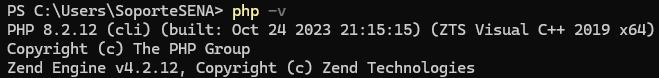 PS C:\Users\SoporteSENA> php -v
PHP 8.2.12 (cli) (built: Oct 24 2023 21:15:15) (ZTS Visual C++ 2019 x64)
Copyright (c) The PHP Group
Zend Engine v4.2.12, Copyright (c) Zend Technologies